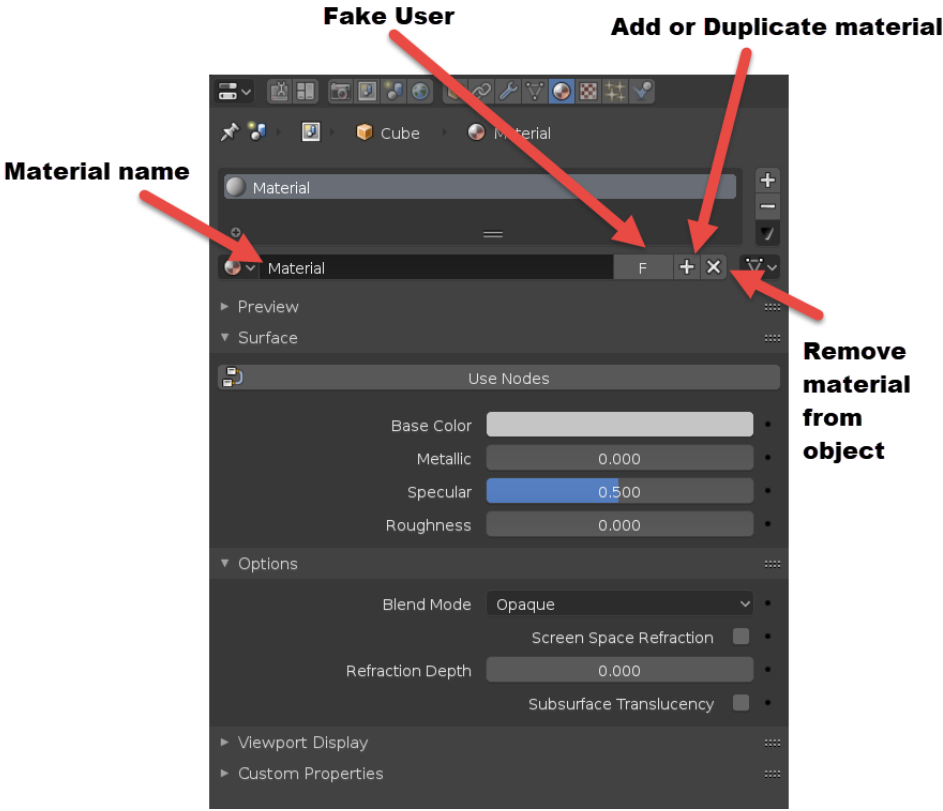 Fake User
Add or Duplicate material
Cube Material
Material name
Material
Material F
Preview
Surface
Use Nodes
Base Color
Metallic 0.000
Specular 0.500
Roughness 0.000
Remove
material
from
object
Options
Blend Mode Opaque
Screen Space Refraction
Refraction Depth 0.000
Subsurface Translucency
Viewport Display
Custom Properties